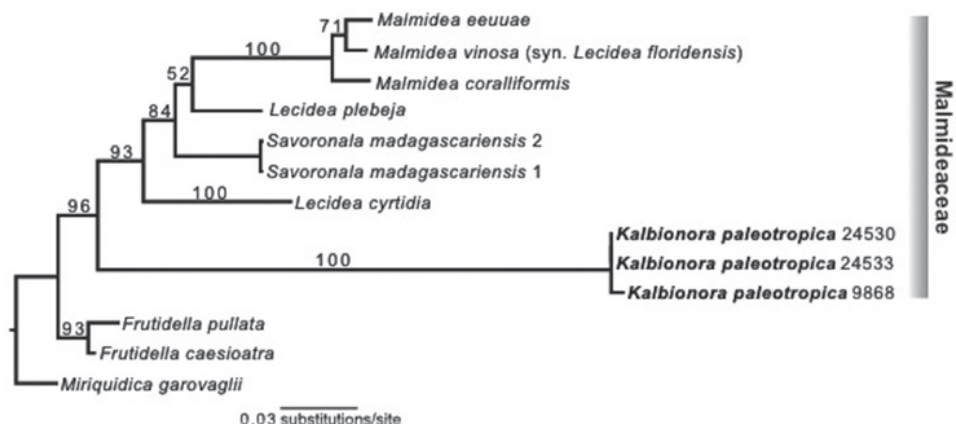 71
Malmidea eeuuae
100
Malmidea vinosa (syn. Lecidea floridensis)
52
Malmidea coralliformis
84
Lecidea plebeja
Savoronala madagascariensis 2
93
Savoronala madagascariensis 1
100
Lecidea cyrtidia
96
Kalbionora paleotropica 24530
100
Kalbionora paleotropica 24533
Kalbionora paleotropica 9868
Malmideaceae
93
Frutidella pullata
Frutidella caesioatra
Miriquidica garovaglii
0.03 substitutions/site